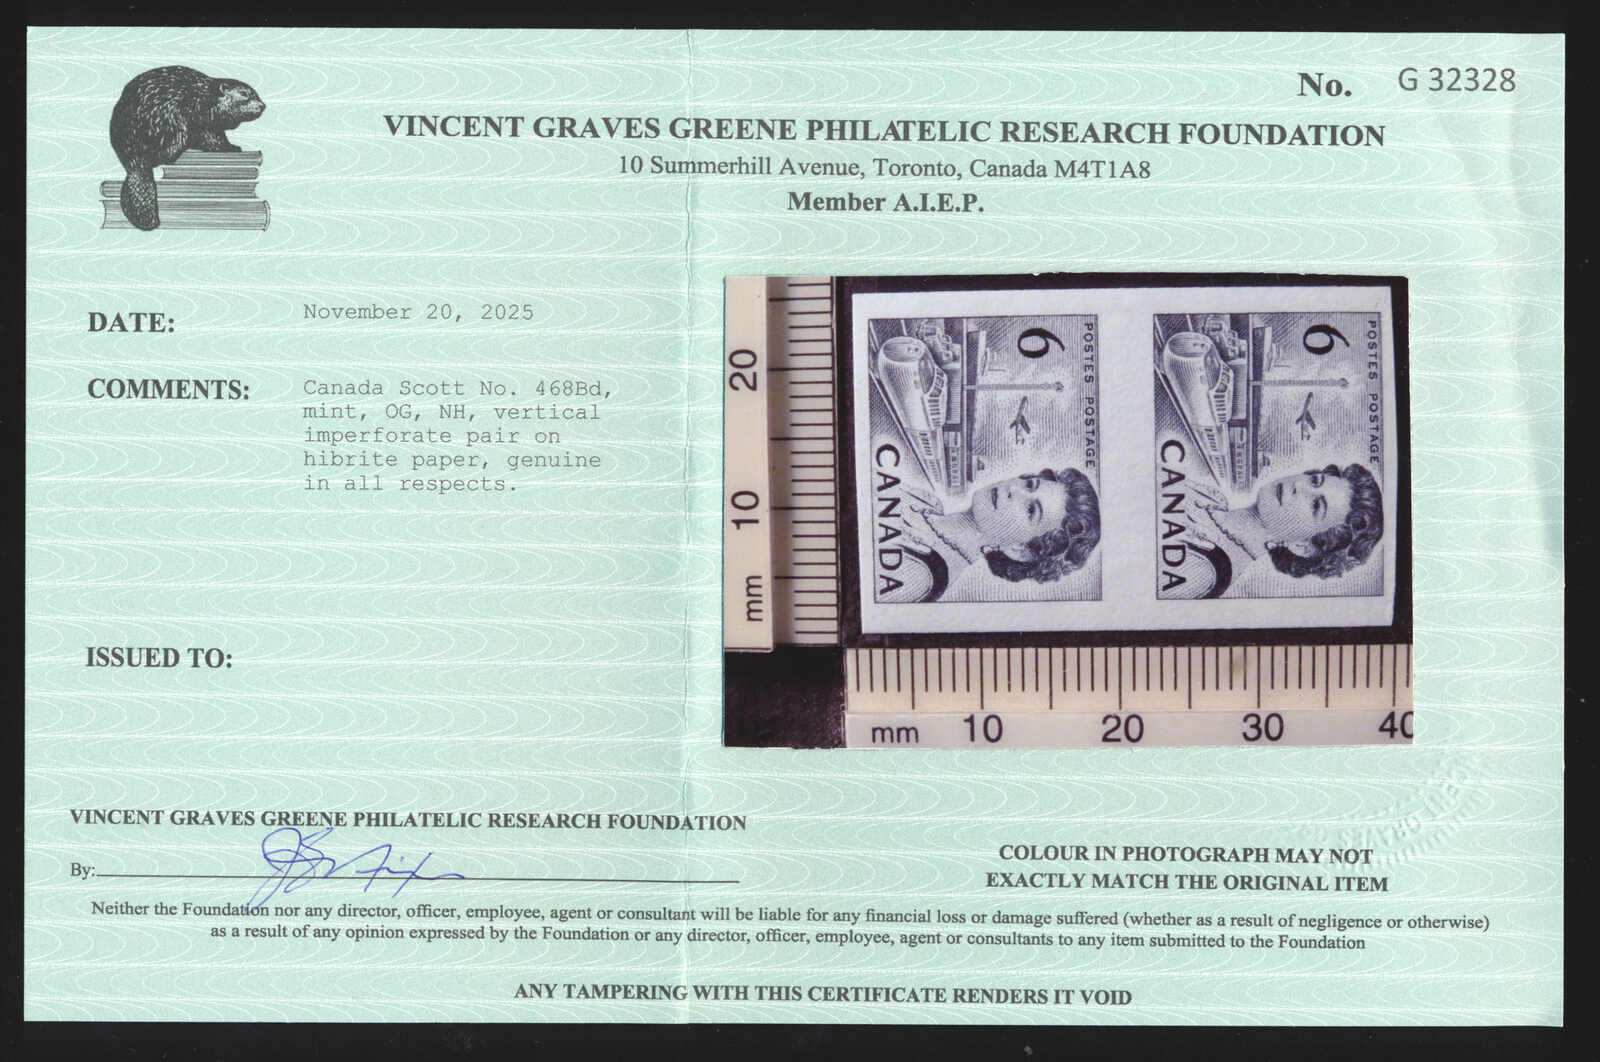 No. G 32328
VINCENT GRAVES GREENE PHILATELIC RESEARCH FOUNDATION
10 Summerhill Avenue, Toronto, Canada M4T1A8
Member A.I.E.P.
DATE: November 20, 2025
COMMENTS: Canada Scott No. 468Bd,
mint, OG, NH, vertical
imperforate pair on
hibrite paper, genuine
in all respects.
ISSUED TO:
20
10
mm
6
POSTES POSTAGE
CANADA
6
POSTES POSTAGE
CANADA
mm 10 20 30 40
VINCENT GRAVES GREENE PHILATELIC RESEARCH FOUNDATION
By:
COLOUR IN PHOTOGRAPH MAY NOT
EXACTLY MATCH THE ORIGINAL ITEM
Neither the Foundation nor any director, officer, employee, agent or consultant will be liable for any financial loss or damage suffered (whether as a result of negligence or otherwise)
as a result of any opinion expressed by the Foundation or any director, officer, employee, agent or consultants to any item submitted to the Foundation
ANY TAMPERING WITH THIS CERTIFICATE RENDERS IT VOID